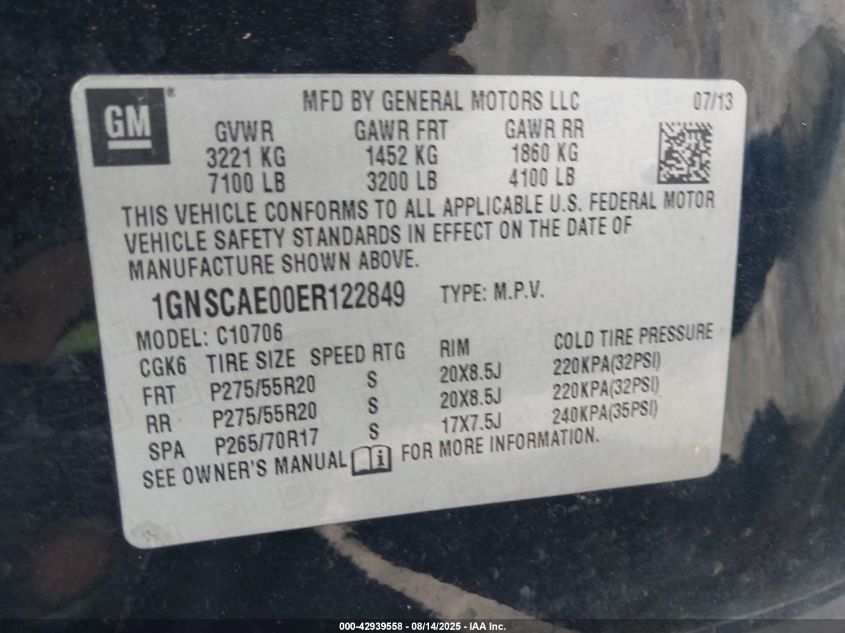 GM®
MFD BY GENERAL MOTORS LLC 07/13
GVWR GAWR FRT GAWR RR
3221 KG 1452 KG 1860 KG
7100 LB 3200 LB 4100 LB
THIS VEHICLE CONFORMS TO ALL APPLICABLE U.S. FEDERAL MOTOR
VEHICLE SAFETY STANDARDS IN EFFECT ON THE DATE OF
MANUFACTURE SHOWN ABOVE.
1GNSCAE00ER122849 TYPE: M.P.V.
MODEL: C10706
CGK6 TIRE SIZE SPEED RTG RIM COLD TIRE PRESSURE
FRT P275/55R20 S 20X8.5J 220KPA(32PSI)
RR P275/55R20 S 20X8.5J 220KPA(32PSI)
SPA P265/70R17 S 17X7.5J 240KPA(35PSI)
SEE OWNER'S MANUAL FOR MORE INFORMATION.
000-42939558 - 08/14/2025 - IAA Inc.